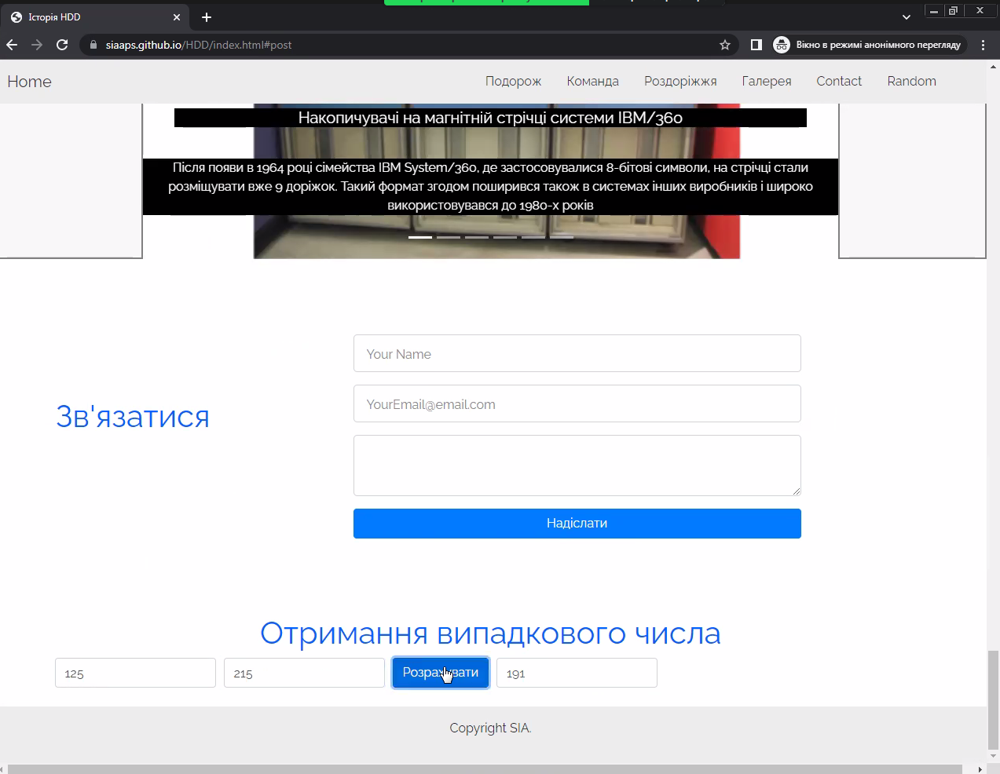 Історія HDD
siaaps.github.io/HDD/index.html#post
Вікно в режимі анонімного перегляду
Home
Подорож
Команда
Роздоріжжя
Галерея
Contact
Random
Накопичувачі на магнітній стрічці системи IBM/360
Після появи в 1964 році сімейства IBM System/360, де застосовувалися 8-бітові символи, на стрічці стали
розміщувати вже 9 доріжок. Такий формат згодом поширився також в системах інших виробників і широко
використовувався до 1980-х років
Your Name
YourEmail@email.com
Зв'язатися
Надіслати
Отримання випадкового числа
125
215
Розрахувати
191
Copyright SIA.